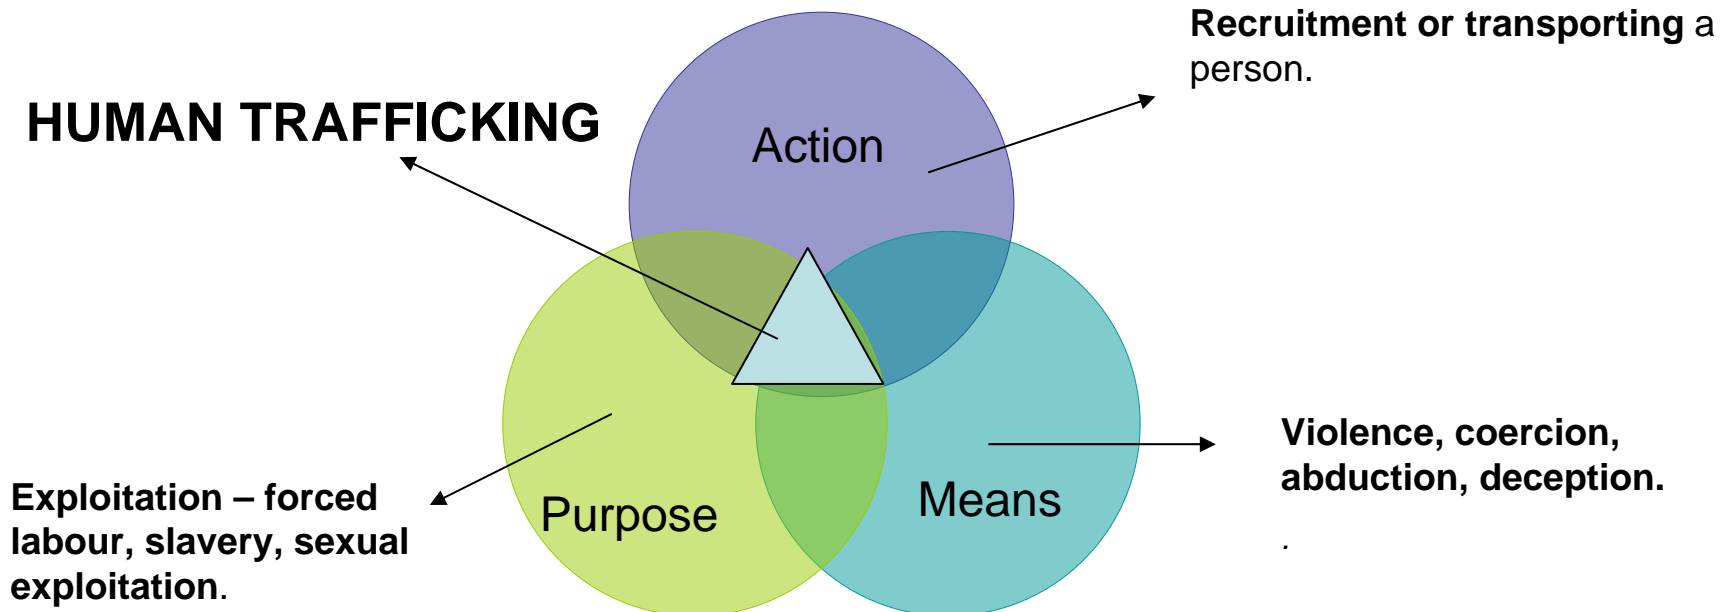 Recruitment or transporting a
person.
HUMAN TRAFFICKING
Action
Violence, coercion,
abduction, deception.
.
Means
Purpose
Exploitation – forced
labour, slavery, sexual
exploitation.